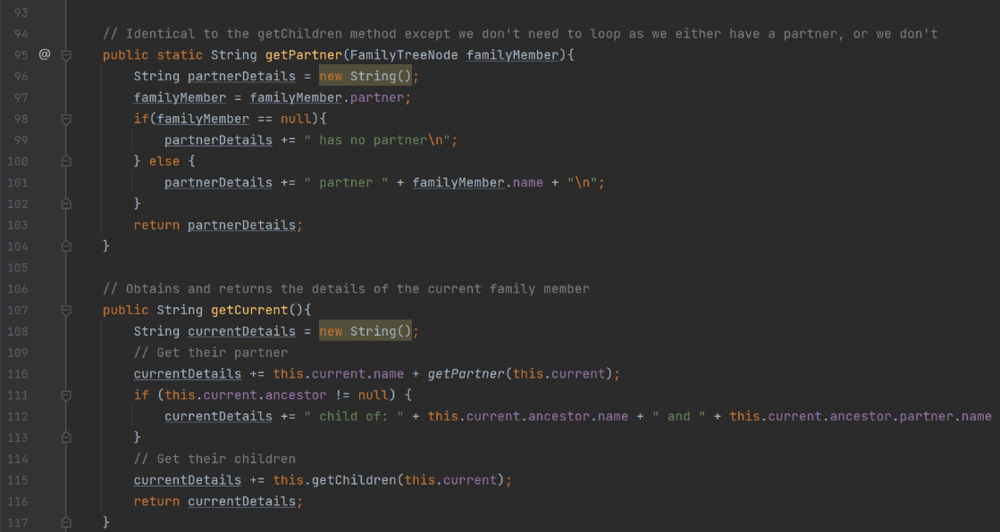 93
94 // Identical to the getChildren method except we don't need to loop as we either have a partner, or we don't
95 @ public static String getPartner(FamilyTreeNode familyMember){
96 String partnerDetails = new String();
97 familyMember = familyMember.partner;
98 if(familyMember == null){
99 partnerDetails += " has no partner\n";
100 } else {
101 partnerDetails += " partner " + familyMember.name + "\n";
102 }
103 return partnerDetails;
104 }
105
106 // Obtains and returns the details of the current family member
107 public String getCurrent(){
108 String currentDetails = new String();
109 // Get their partner
110 currentDetails += this.current.name + getPartner(this.current);
111 if (this.current.ancestor != null) {
112 currentDetails += " child of: " + this.current.ancestor.name + " and " + this.current.ancestor.partner.name
113 }
114 // Get their children
115 currentDetails += this.getChildren(this.current);
116 return currentDetails;
117 }